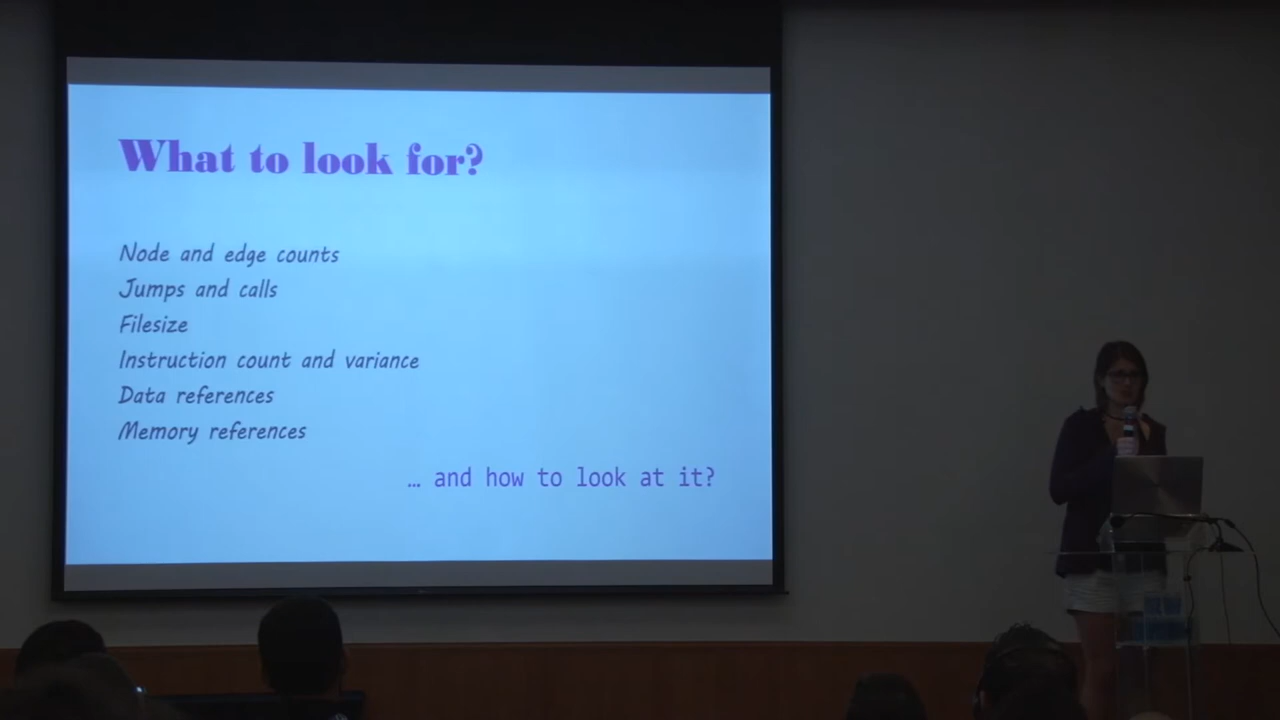 What to look for?
Node and edge counts
Jumps and calls
Filesize
Instruction count and variance
Data references
Memory references
… and how to look at it?